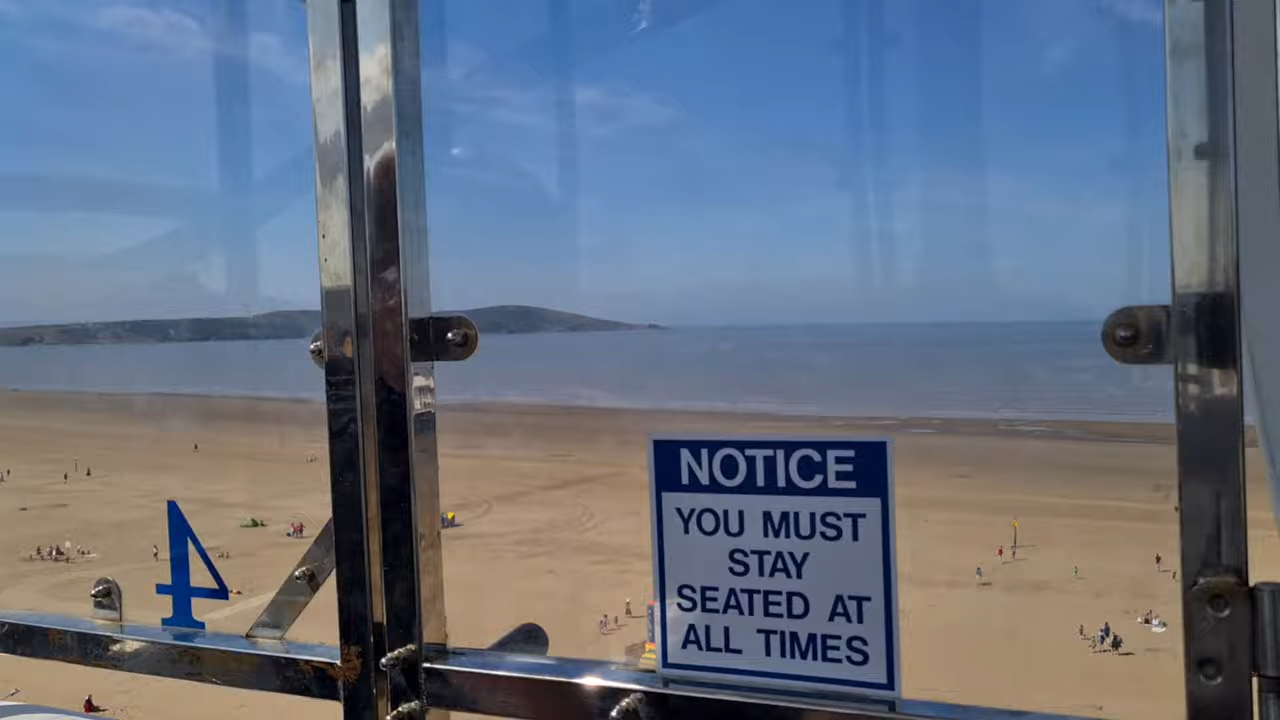 4
NOTICE
YOU MUST
STAY
SEATED AT
ALL TIMES